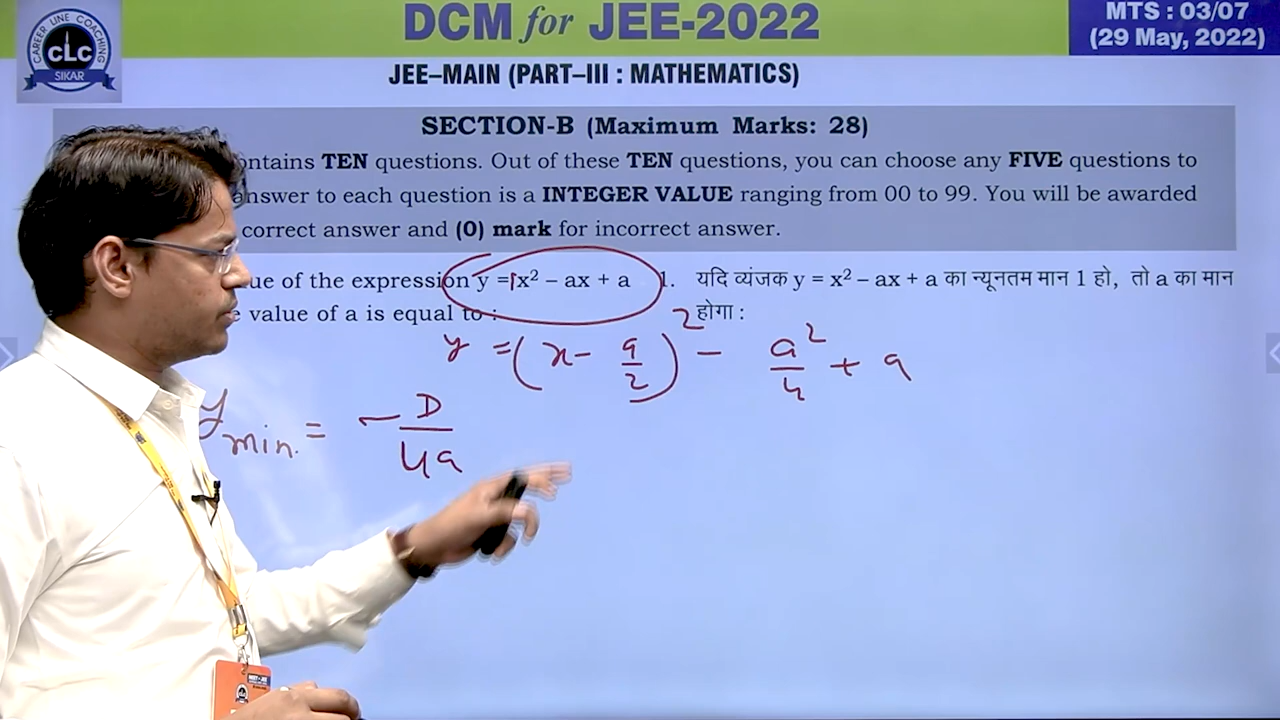 DCM for JEE-2022
MTS : 03/07
(29 May, 2022)
CAREER LINE COACHING
CLC
SIKAR
JEE–MAIN (PART–III : MATHEMATICS)
SECTION-B (Maximum Marks: 28)
ontains TEN questions. Out of these TEN questions, you can choose any FIVE questions to
answer to each question is a INTEGER VALUE ranging from 00 to 99. You will be awarded
correct answer and (0) mark for incorrect answer.
ue of the expression y = x² – ax + a
e value of a is equal to :
1. यदि व्यंजक y = x² – ax + a का न्यूनतम मान 1 हो, तो a का मान
होगा :
y = (x - a/2)² - a²/4 + a
y min. = - D/4a